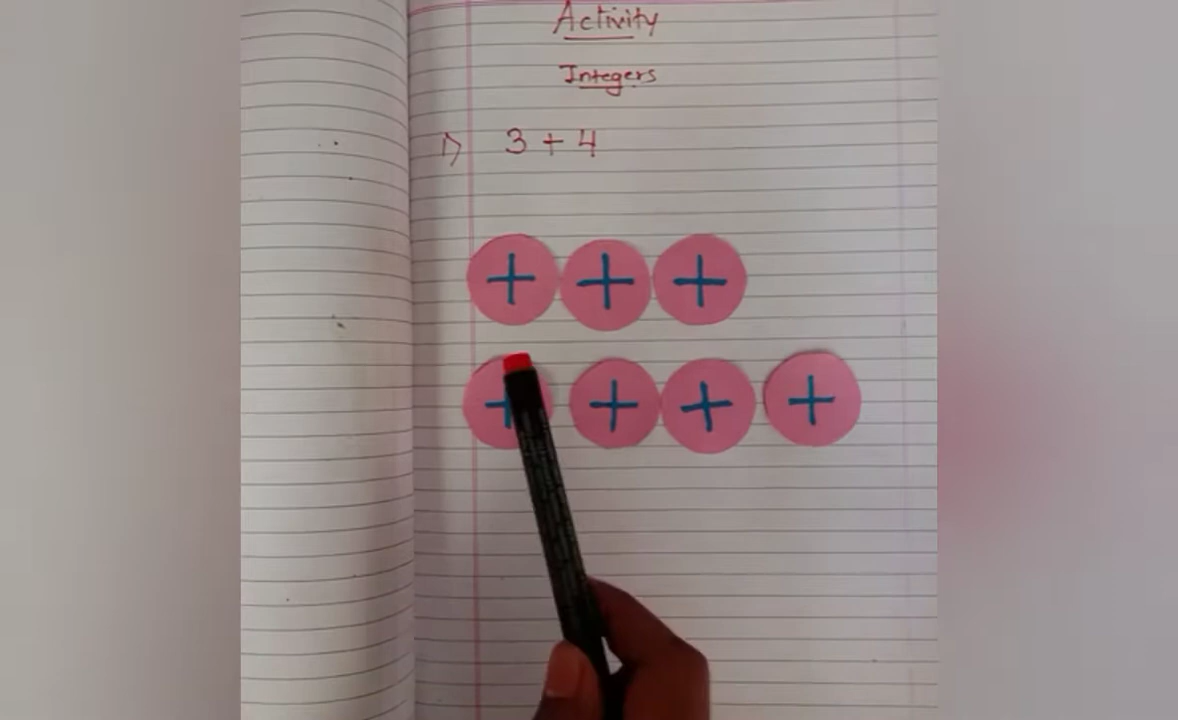 Activity
Integers
1) 3 + 4
+ + +
+ + + +